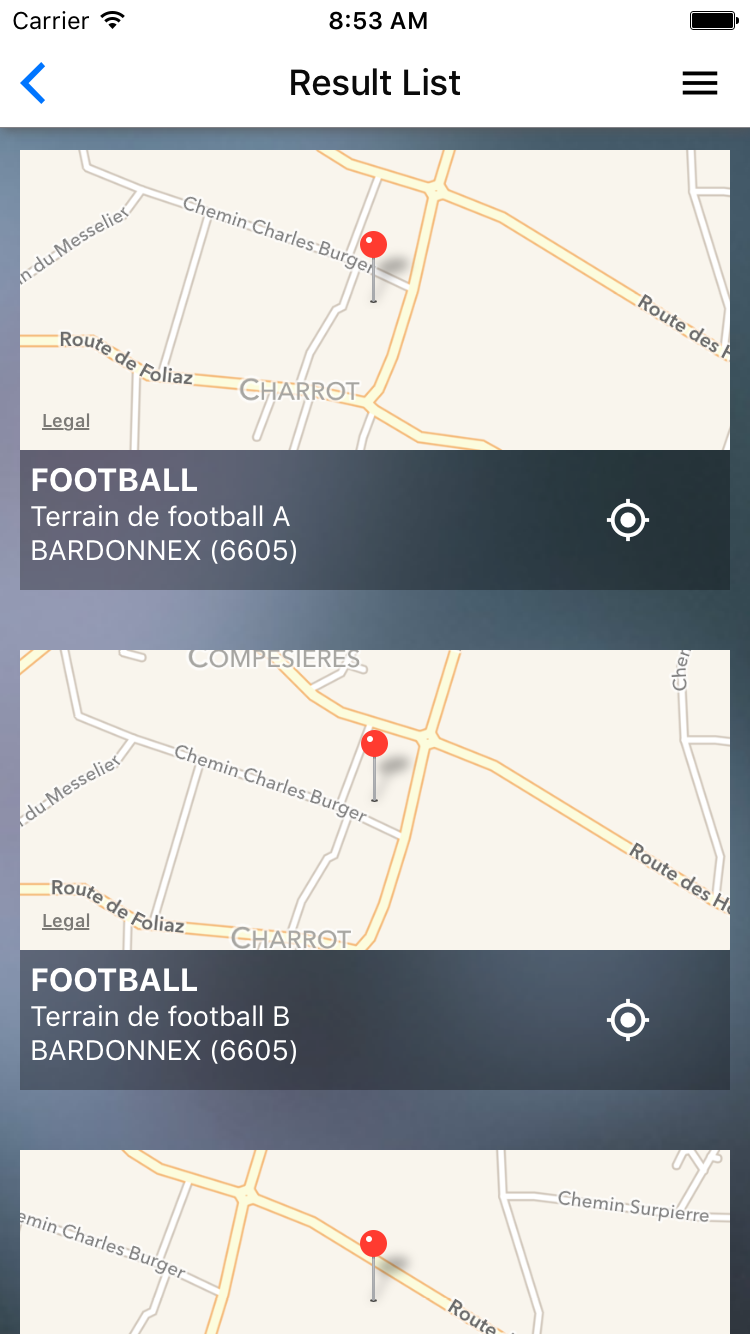 Carrier 8:53 AM
Result List
Chemin Charles Burger
du Messelier
Route des
Route de Foliaz
CHARROT
Legal
FOOTBALL
Terrain de football A
BARDONNEX (6605)
COMPESIÈRES
Chemin Charles Burger
du Messelier
Route des
Route de Foliaz
Legal
CHARROT
FOOTBALL
Terrain de football B
BARDONNEX (6605)
Chemin Surpierre
emin Charles Burger
Route